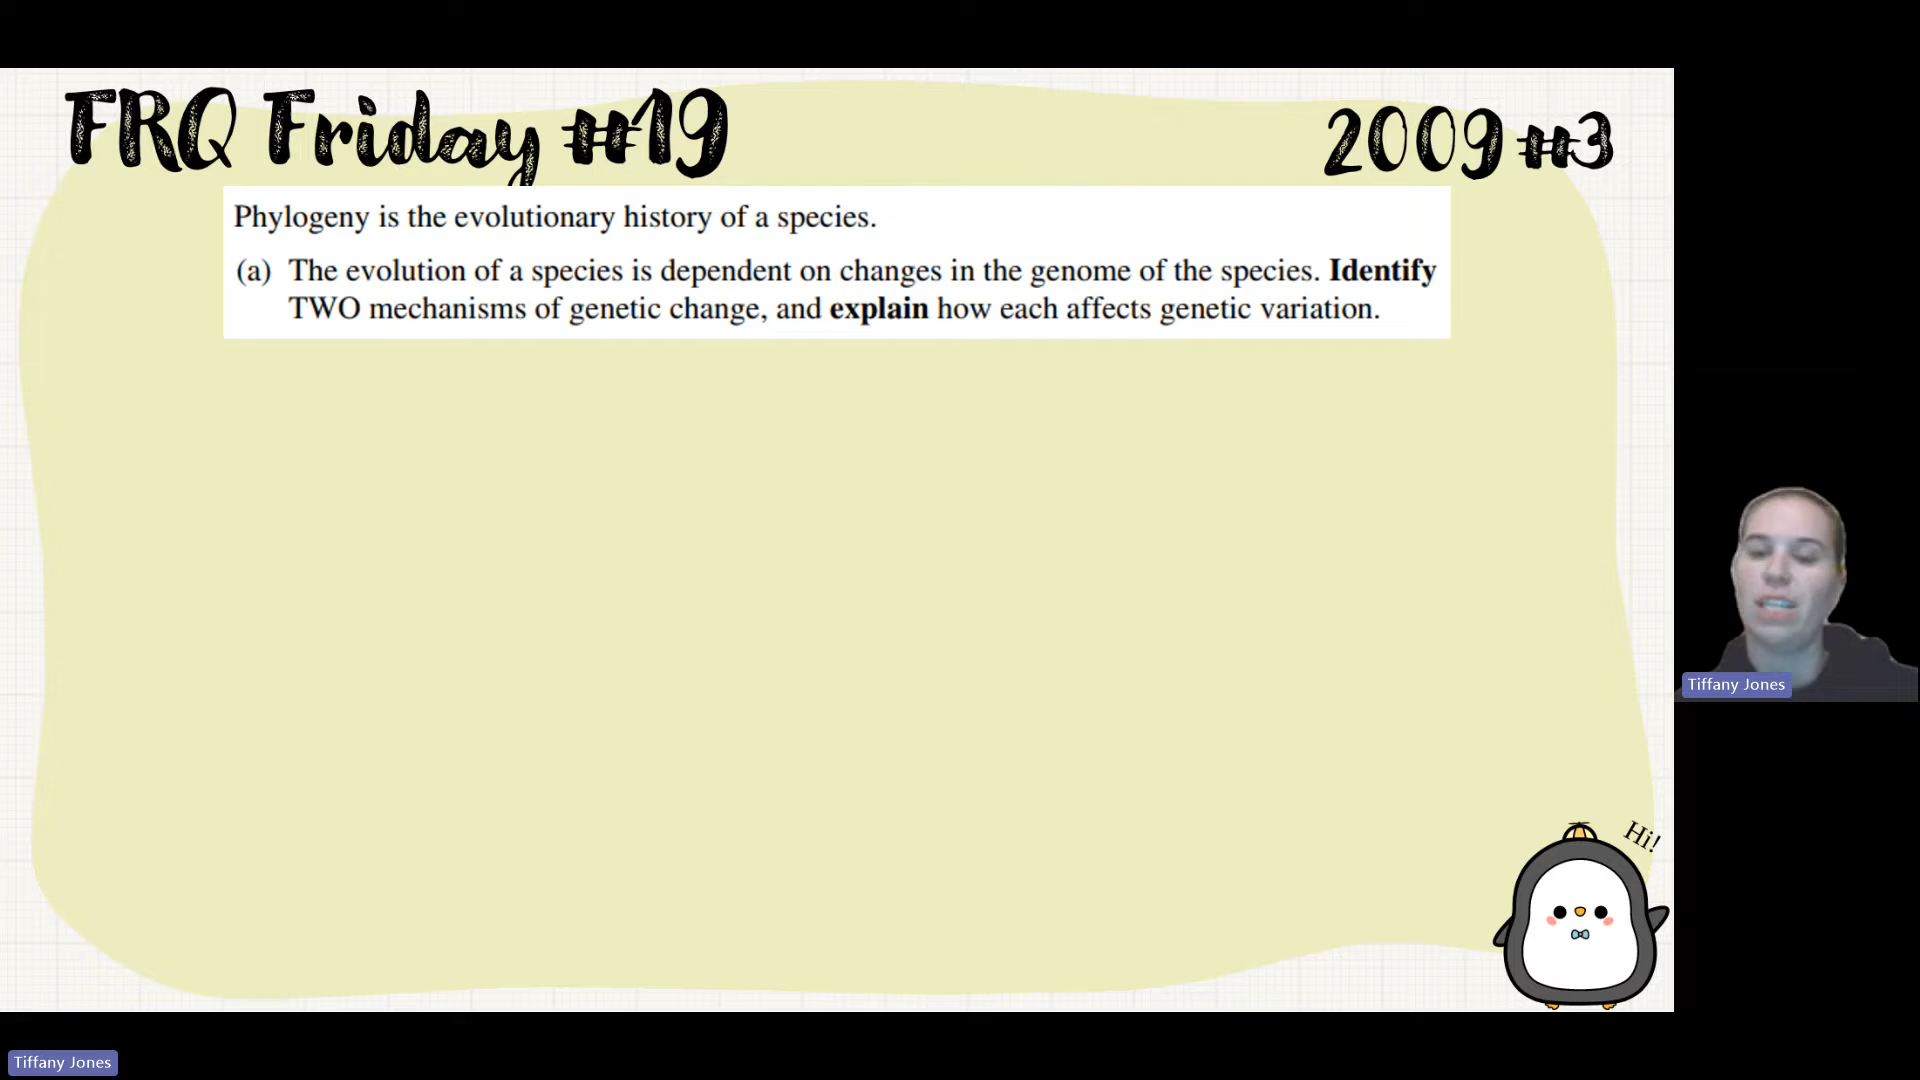 FRQ Friday #19
2009 #3
Phylogeny is the evolutionary history of a species.
(a) The evolution of a species is dependent on changes in the genome of the species. Identify
TWO mechanisms of genetic change, and explain how each affects genetic variation.
Tiffany Jones
Hi!
Tiffany Jones